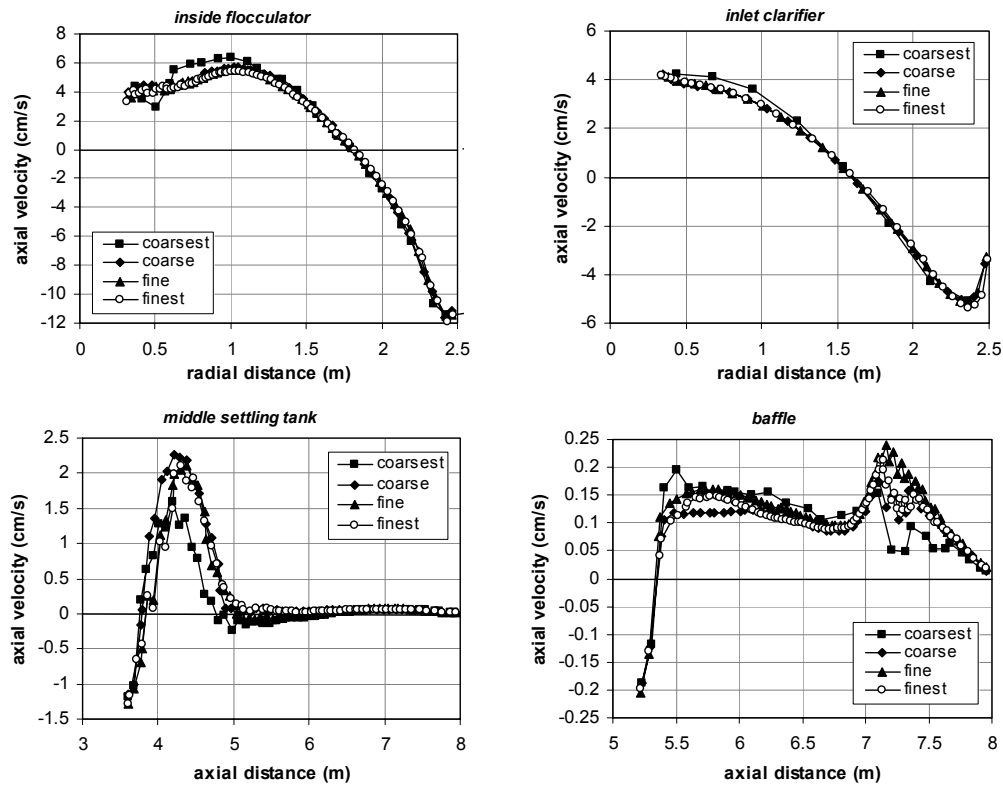 inside flocculator
axial velocity (cm/s)
8
6
4
2
0
-2
-4
-6
-8
-10
-12
coarsest
coarse
fine
finest
0 0.5 1 1.5 2 2.5
radial distance (m)
inlet clarifier
axial velocity (cm/s)
6
4
2
0
-2
-4
-6
coarsest
coarse
fine
finest
0 0.5 1 1.5 2 2.5
radial distance (m)
middle settling tank
axial velocity (cm/s)
2.5
2
1.5
1
0.5
0
-0.5
-1
-1.5
coarsest
coarse
fine
finest
3 4 5 6 7 8
axial distance (m)
baffle
axial velocity (cm/s)
0.25
0.2
0.15
0.1
0.05
0
-0.05
-0.1
-0.15
-0.2
-0.25
coarsest
coarse
fine
finest
5 5.5 6 6.5 7 7.5 8
axial distance (m)